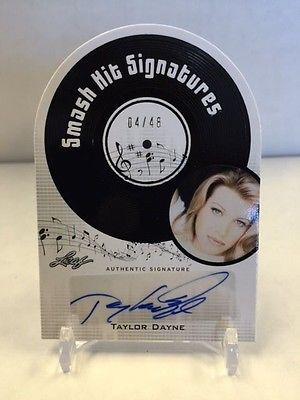 Smash Hit Signatures
04/48
Leaf
AUTHENTIC SIGNATURE
TAYLOR DAYNE